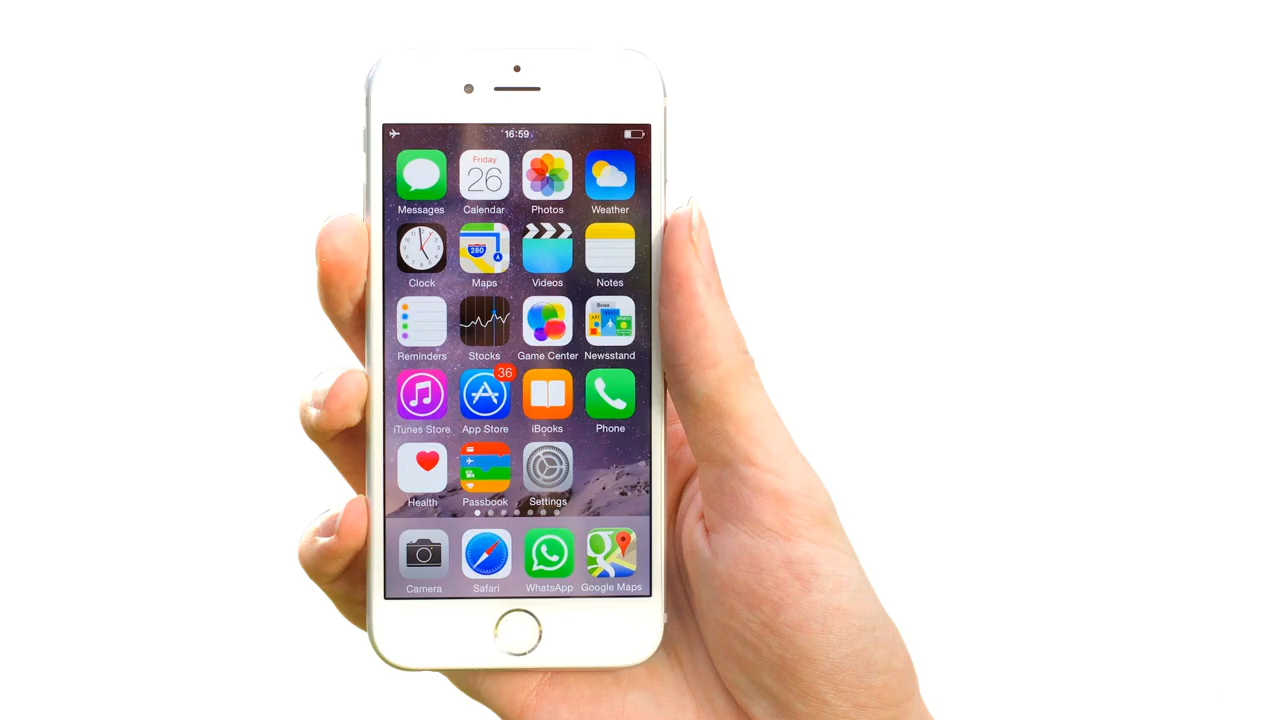 16:59
Friday
26
Messages Calendar Photos Weather
280
Clock Maps Videos Notes
Reminders Stocks Game Center Newsstand
36
iTunes Store App Store iBooks Phone
Health Passbook Settings
g
Camera Safari WhatsApp Google Maps